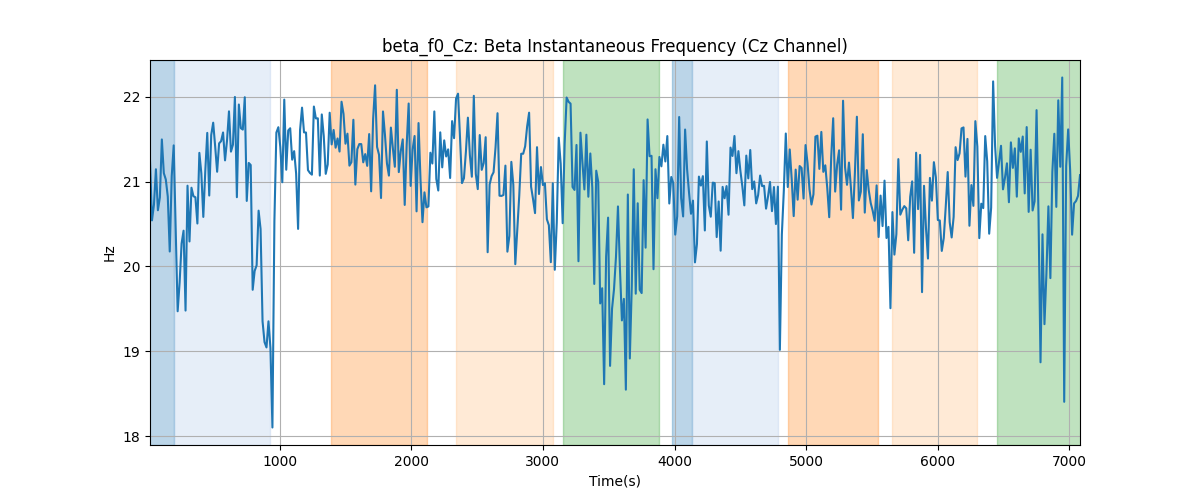 beta_f0_Cz: Beta Instantaneous Frequency (Cz Channel)
22
21
20
19
18
Hz
1000 2000 3000 4000 5000 6000 7000
Time(s)